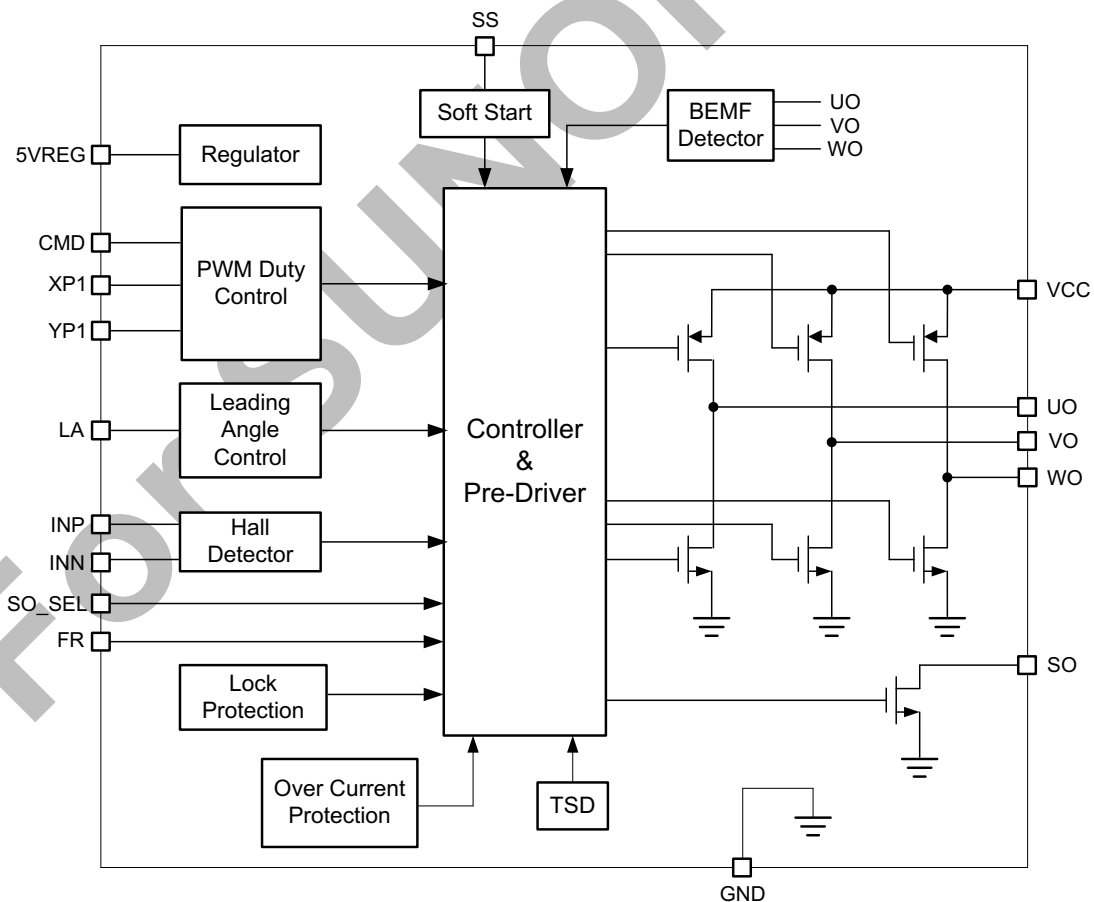 SS
Soft Start
BEMF
Detector
UO
VO
WO
5VREG
Regulator
CMD
XP1
YP1
PWM Duty
Control
VCC
LA
Leading
Angle
Control
Controller
&
Pre-Driver
UO
VO
WO
INP
INN
Hall
Detector
SO_SEL
FR
Lock
Protection
SO
Over Current
Protection
TSD
GND
For SUNO